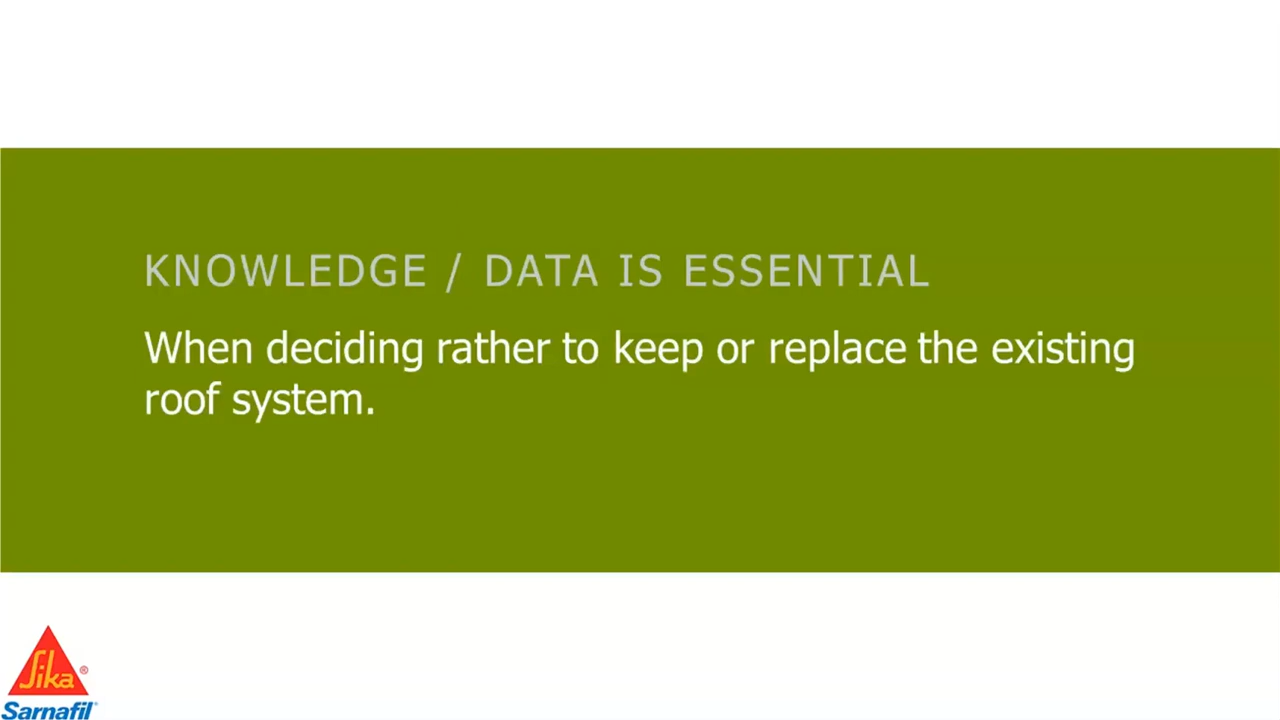 KNOWLEDGE / DATA IS ESSENTIAL
When deciding rather to keep or replace the existing
roof system.
Sika®
Sarnafil®